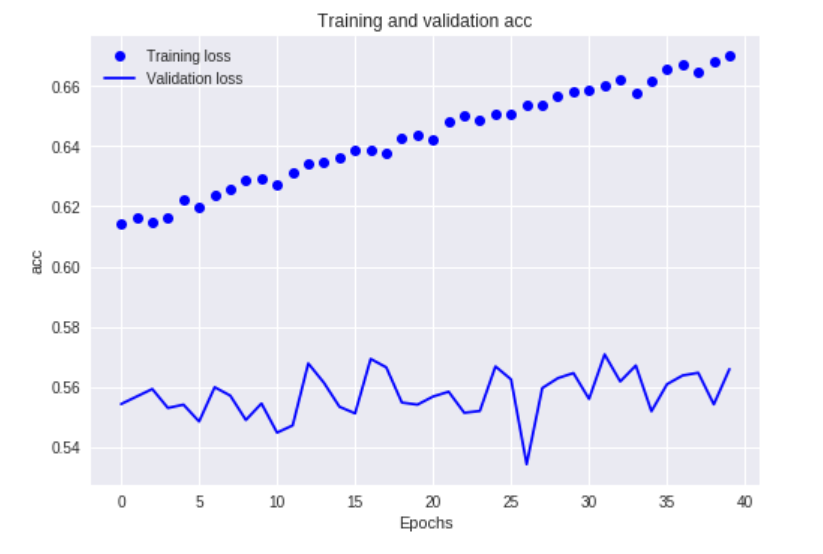 Training and validation acc
Training loss
Validation loss
0.66
0.64
0.62
0.60
0.58
0.56
0.54
acc
0 5 10 15 20 25 30 35 40
Epochs